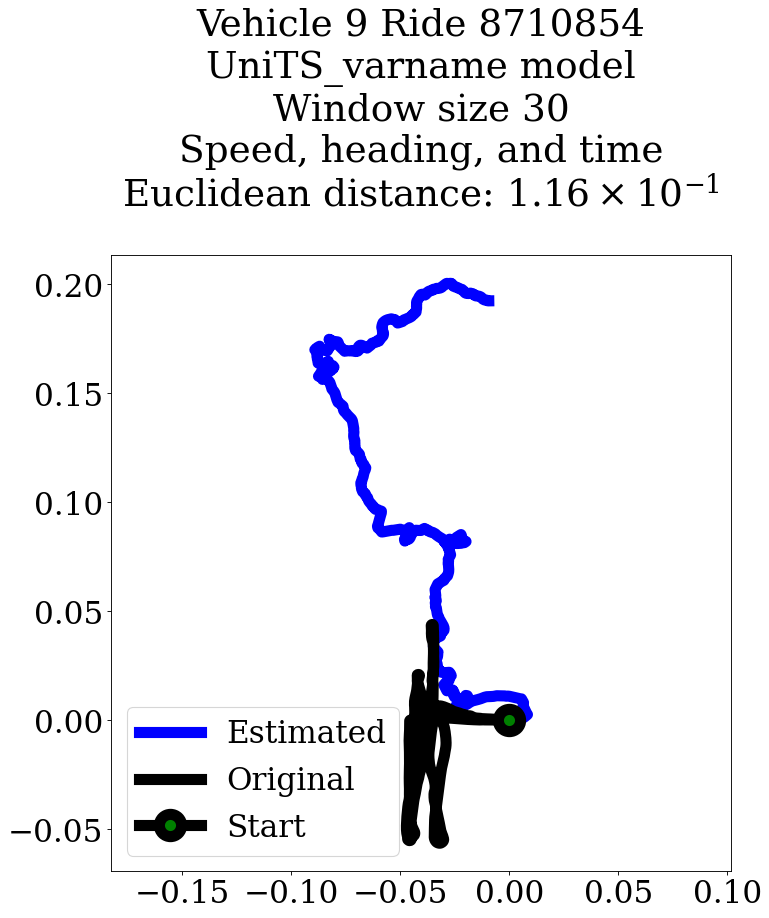 Vehicle 9 Ride 8710854
UniTS_varname model
Window size 30
Speed, heading, and time
Euclidean distance: 1.16 × 10⁻¹
0.20
0.15
0.10
0.05
0.00
−0.05
Estimated
Original
Start
−0.15 −0.10 −0.05 0.00 0.05 0.10